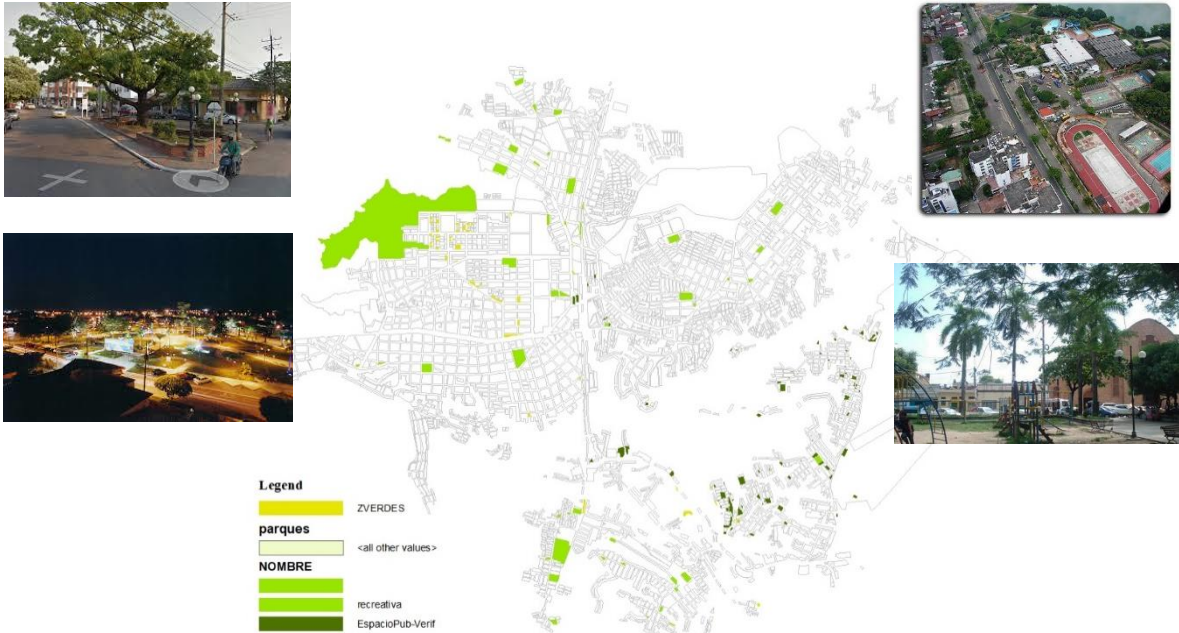 Legend
ZVERDES
parques
<all other values>
NOMBRE
recreativa
EspacioPub-Verif